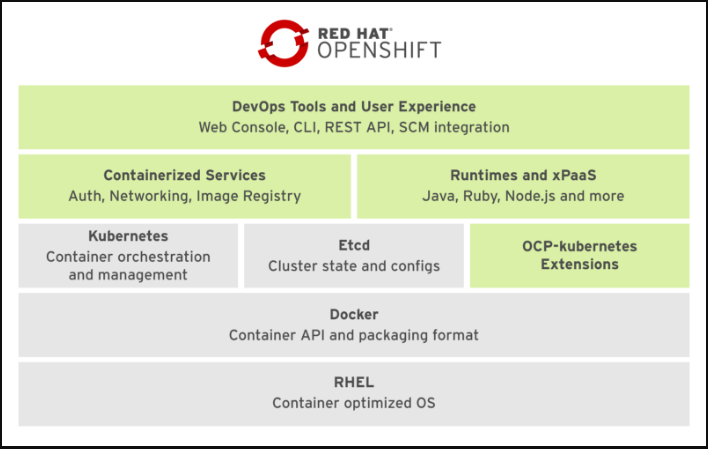 RED HAT®
OPENSHIFT
DevOps Tools and User Experience
Web Console, CLI, REST API, SCM integration
Containerized Services
Auth, Networking, Image Registry
Runtimes and xPaaS
Java, Ruby, Node.js and more
Kubernetes
Container orchestration
and management
Etcd
Cluster state and configs
OCP-kubernetes
Extensions
Docker
Container API and packaging format
RHEL
Container optimized OS